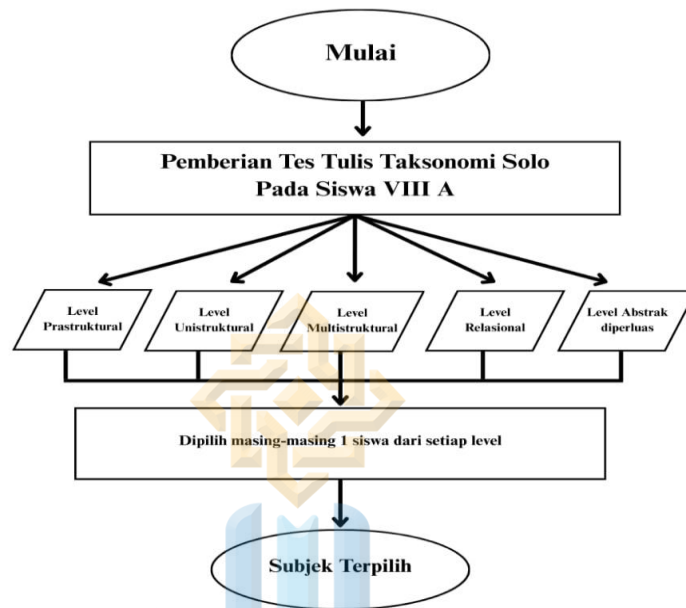 Mulai
Pemberian Tes Tulis Taksonomi Solo
Pada Siswa VIII A
Level
Prastruktural
Level
Unistruktural
Level
Multistruktural
Level
Relasional
Level Abstrak
diperluas
Dipilih masing-masing 1 siswa dari setiap level
Subjek Terpilih